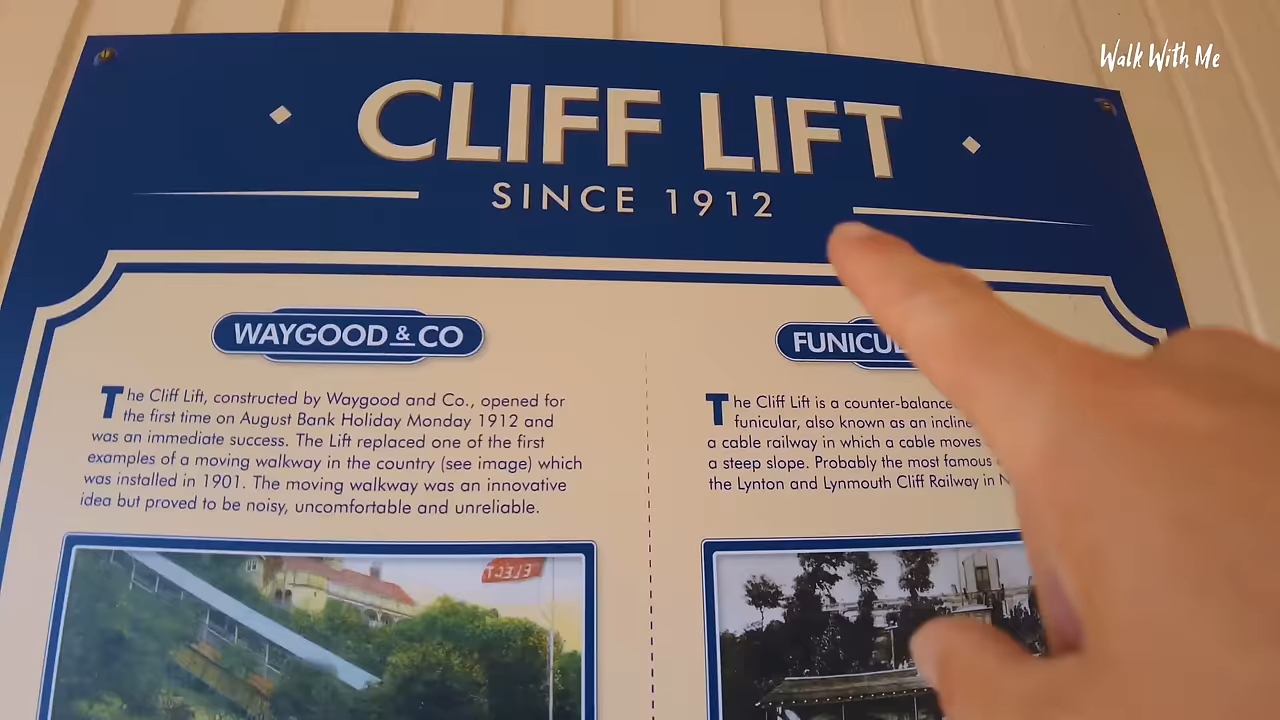 Walk With Me
CLIFF LIFT
SINCE 1912
WAYGOOD & CO
The Cliff Lift, constructed by Waygood and Co., opened for
the first time on August Bank Holiday Monday 1912 and
was an immediate success. The Lift replaced one of the first
examples of a moving walkway in the country (see image) which
was installed in 1901. The moving walkway was an innovative
idea but proved to be noisy, uncomfortable and unreliable.
ELECT
The Cliff Lift is a counter-balance
funicular, also known as an incline
a cable railway in which a cable moves
a steep slope. Probably the most famous
the Lynton and Lynmouth Cliff Railway in